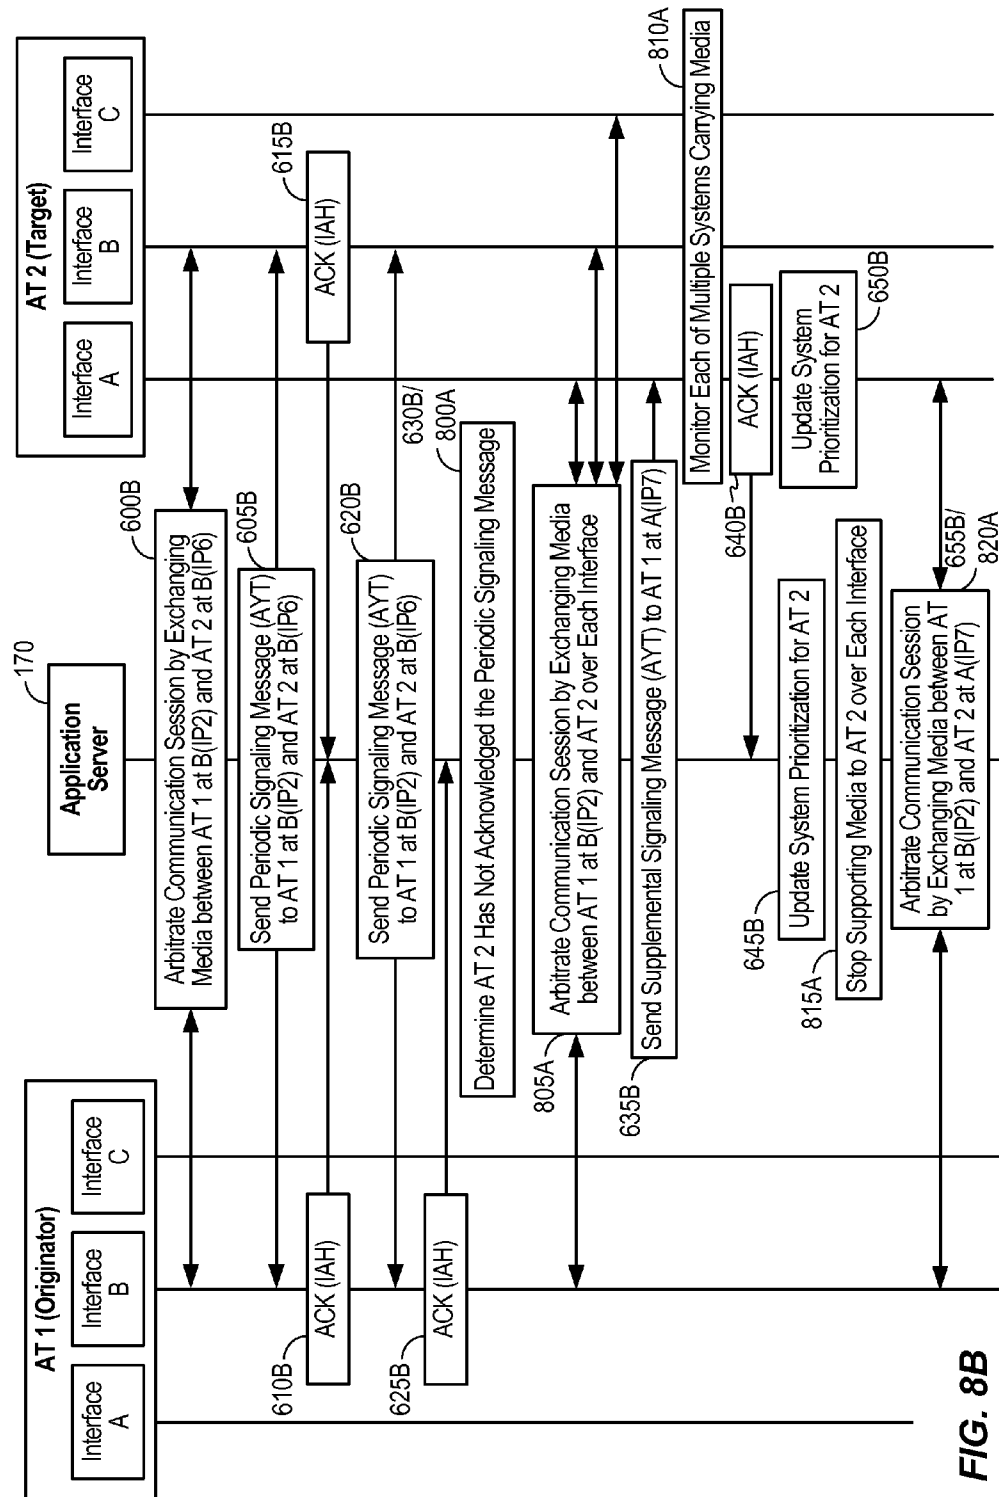 AT 1 (Originator)
Interface
A
Interface
B
Interface
C
170
Application
Server
AT 2 (Target)
Interface
A
Interface
B
Interface
C
600B
Arbitrate Communication Session by Exchanging
Media between AT 1 at B(IP2) and AT 2 at B(IP6)
605B
Send Periodic Signaling Message (AYT)
to AT 1 at B(IP2) and AT 2 at B(IP6)
610B
ACK (IAH)
615B
ACK (IAH)
620B
Send Periodic Signaling Message (AYT)
to AT 1 at B(IP2) and AT 2 at B(IP6)
625B
ACK (IAH)
630B/
800A
Determine AT 2 Has Not Acknowledged the Periodic Signaling Message
805A
Arbitrate Communication Session by Exchanging Media
between AT 1 at B(IP2) and AT 2 over Each Interface
635B
Send Supplemental Signaling Message (AYT) to AT 1 at A(IP7)
810A
Monitor Each of Multiple Systems Carrying Media
640B
ACK (IAH)
645B
Update System Prioritization for AT 2
650B
Update System
Prioritization for AT 2
815A
Stop Supporting Media to AT 2 over Each Interface
655B/
820A
Arbitrate Communication Session
by Exchanging Media between AT
1 at B(IP2) and AT 2 at A(IP7)
FIG. 8B